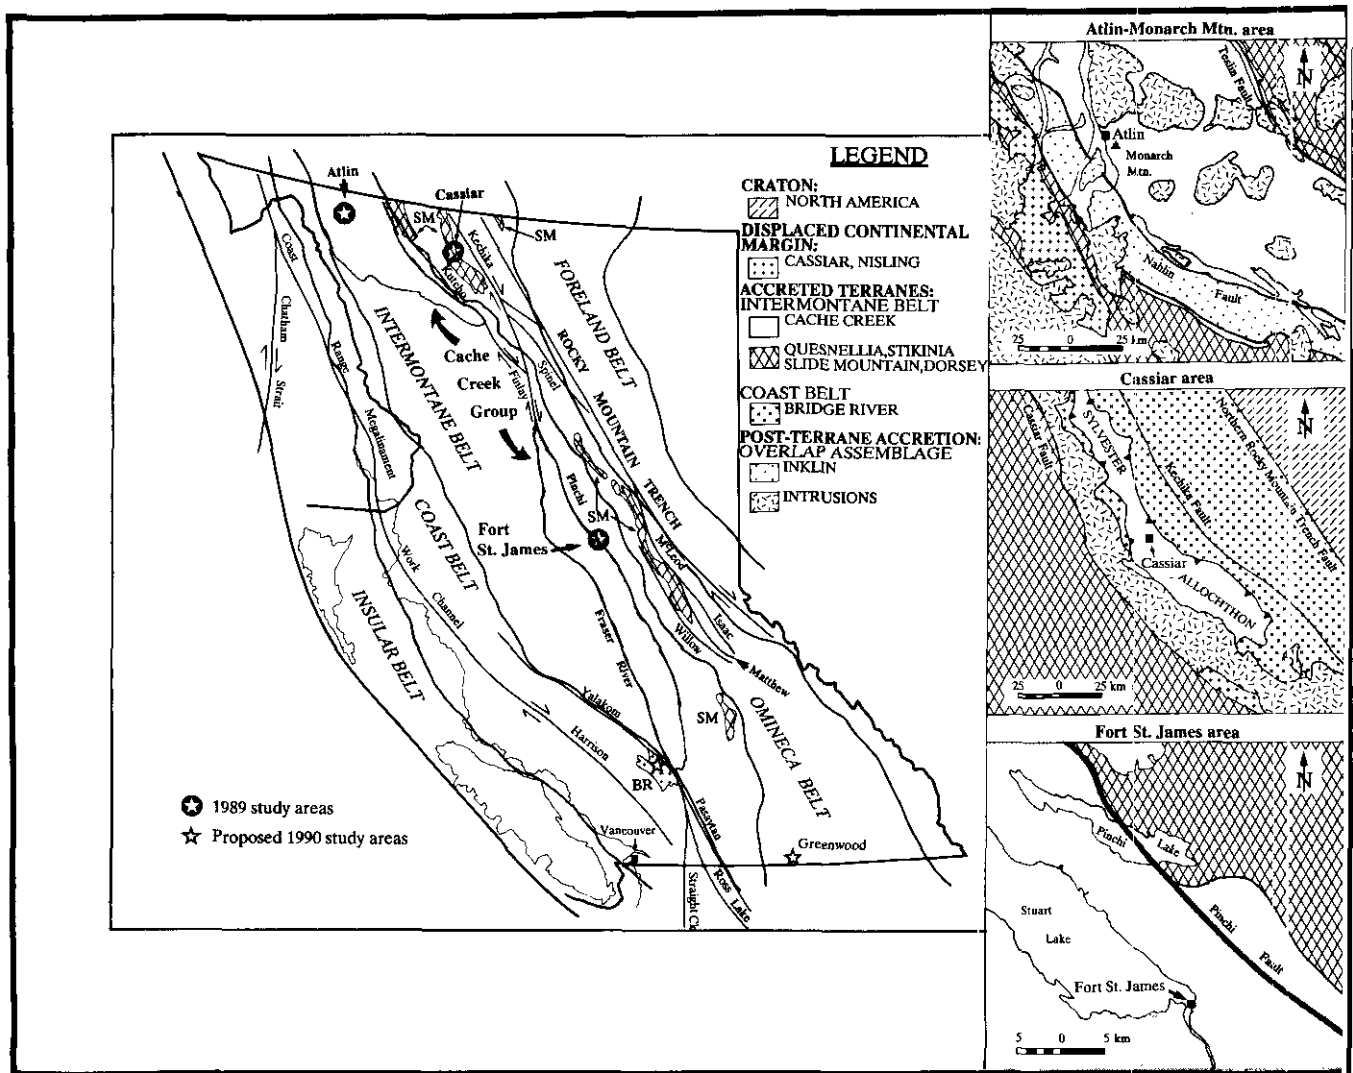 Atlin
Cassiar
SM
SM
Kechika
Kutcho
FORELAND BELT
Coast
Range
Megalinament
Chatham
Strait
INTERMONTANE BELT
Cache
Creek
Group
Finlay
Spinel
ROCKY
MOUNTAIN
TRENCH
Pinchi
SM
Fort
St. James
McLeod
COAST BELT
Work
Channel
INSULAR BELT
Fraser
River
Willow
Isaac
Matthew
Yalakom
Harrison
SM
OMINECA BELT
BR
Pasaytan
Vancouver
Greenwood
Ross
Lake
Straight
1989 study areas
Proposed 1990 study areas
LEGEND
CRATON:
NORTH AMERICA
DISPLACED CONTINENTAL
MARGIN:
CASSIAR, NISLING
ACCRETED TERRANES:
INTERMONTANE BELT
CACHE CREEK
QUESNELLIA,STIKINIA
SLIDE MOUNTAIN,DORSEY
COAST BELT
BRIDGE RIVER
POST-TERRANE ACCRETION:
OVERLAP ASSEMBLAGE
INKLIN
INTRUSIONS
Atlin-Monarch Mtn. area
Teslin Fault
N
Atlin
Monarch
Mtn.
Nahlin
Fault
25 0 25 km
Cassiar area
Cassiar Fault
SYLVESTER
Kechika Fault
Northern Rocky Mount'n Trench Fault
N
Cassiar
ALLOCHTHON
25 0 25 km
Fort St. James area
N
Pinchi
Lake
Stuart
Lake
Pinchi
Fault
Fort St. James
5 0 5 km